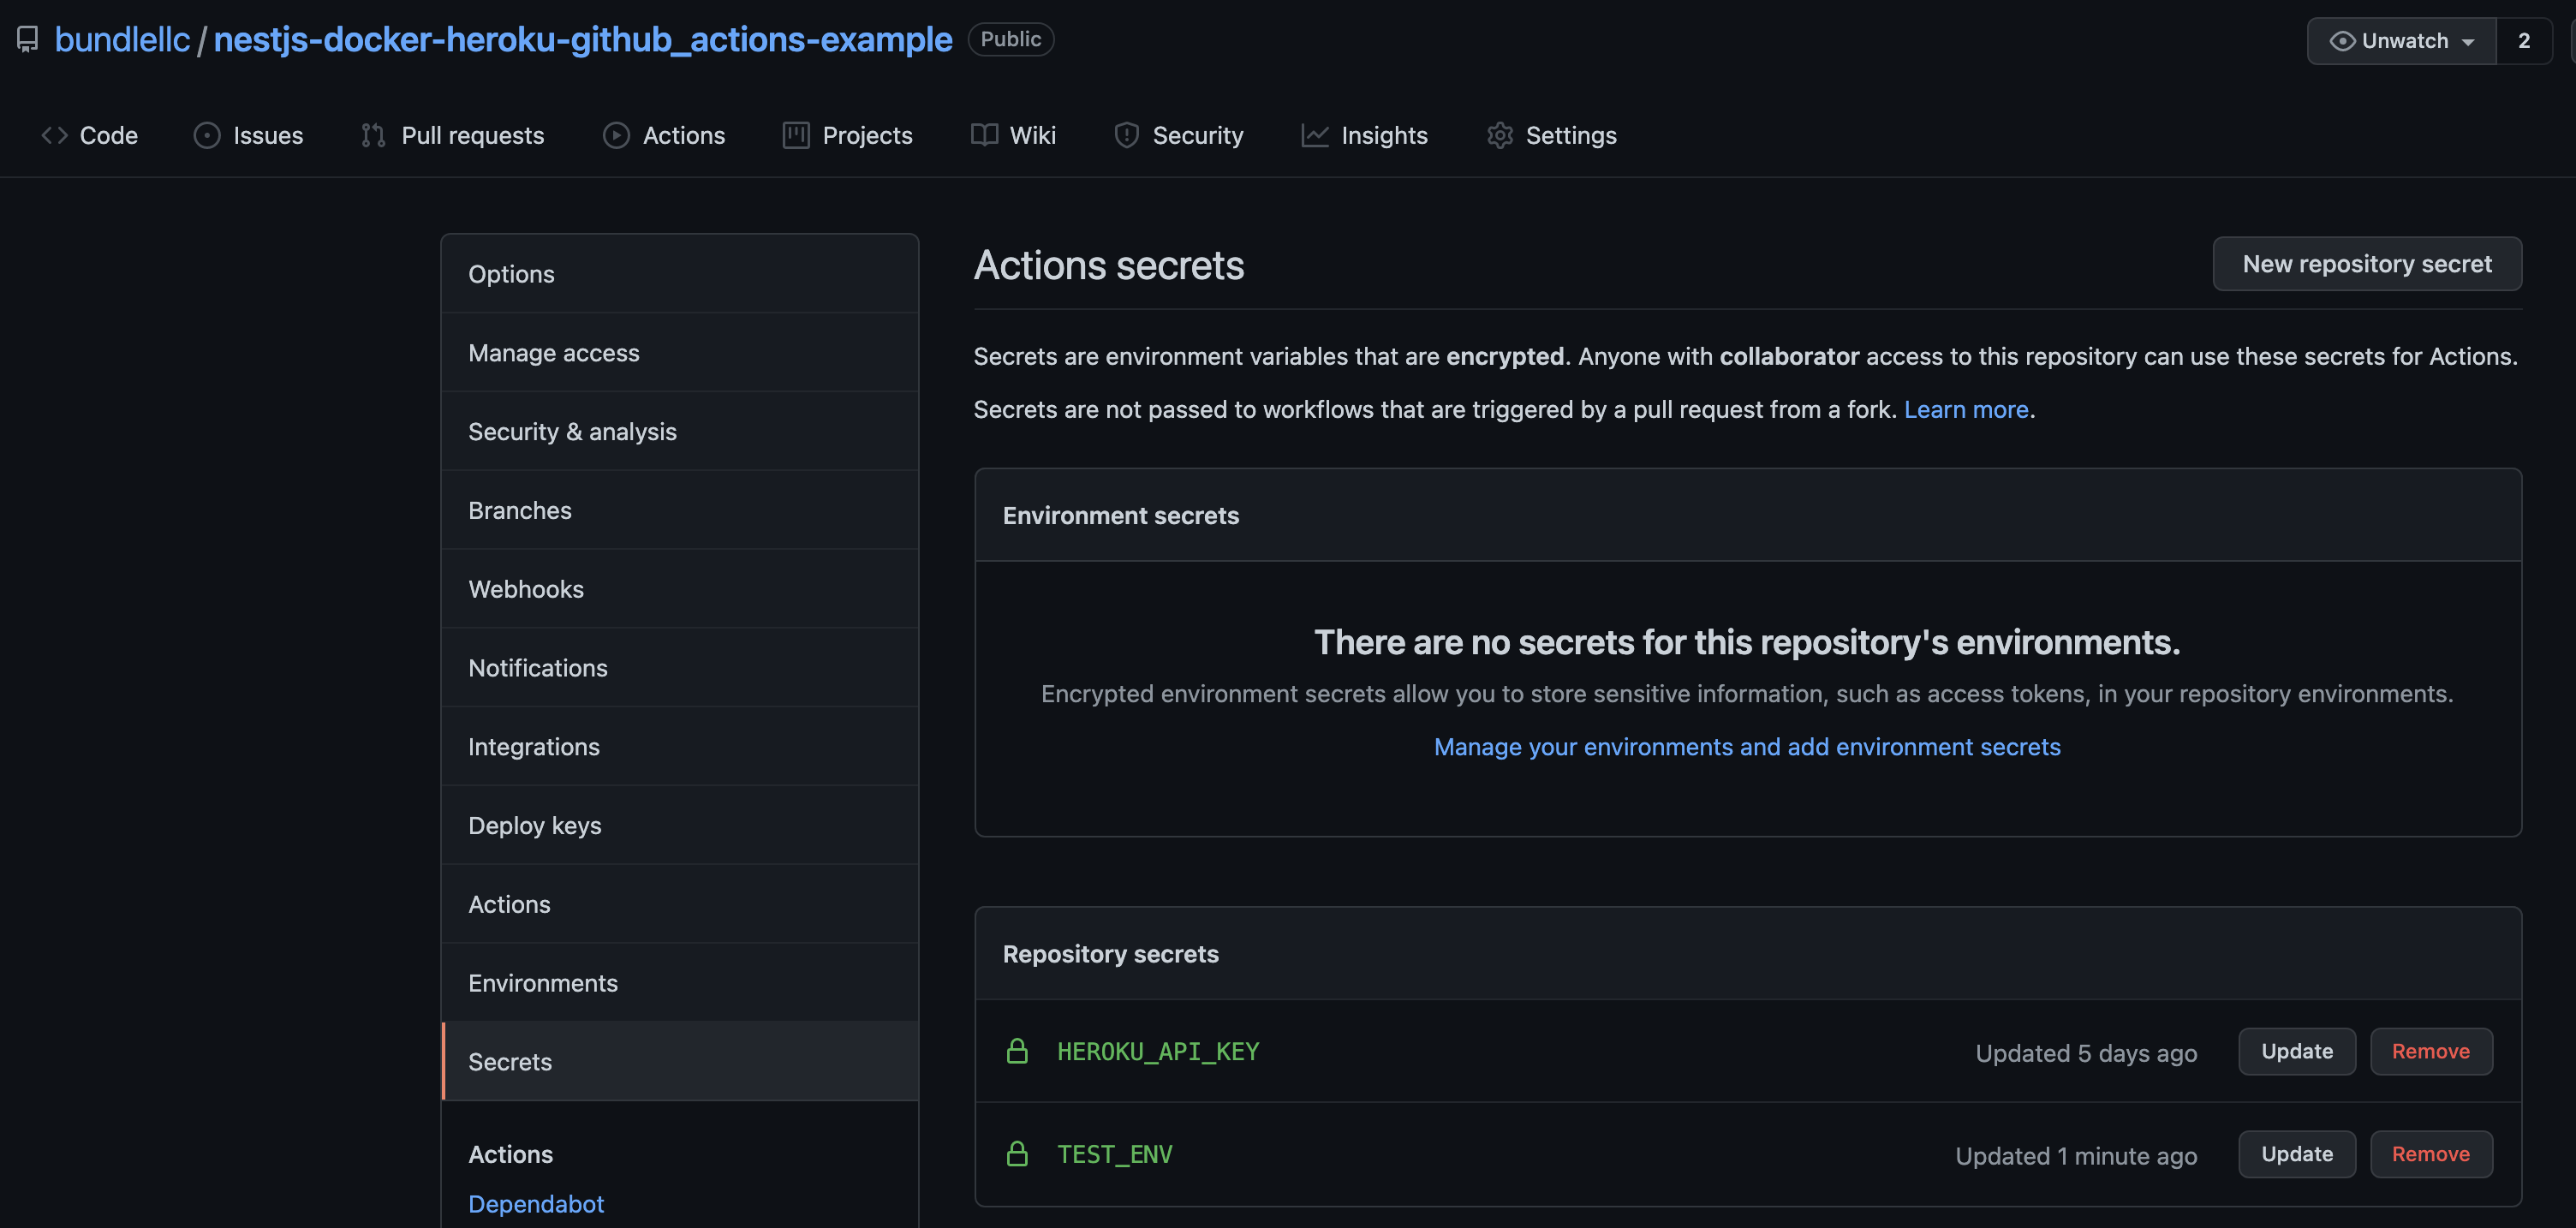 bundlellc / nestjs-docker-heroku-github_actions-example Public
Unwatch 2
Code Issues Pull requests Actions Projects Wiki Security Insights Settings
Options
Manage access
Security & analysis
Branches
Webhooks
Notifications
Integrations
Deploy keys
Actions
Environments
Secrets
Actions
Dependabot
Actions secrets
New repository secret
Secrets are environment variables that are encrypted. Anyone with collaborator access to this repository can use these secrets for Actions.
Secrets are not passed to workflows that are triggered by a pull request from a fork. Learn more.
Environment secrets
There are no secrets for this repository's environments.
Encrypted environment secrets allow you to store sensitive information, such as access tokens, in your repository environments.
Manage your environments and add environment secrets
Repository secrets
HEROKU_API_KEY Updated 5 days ago Update Remove
TEST_ENV Updated 1 minute ago Update Remove